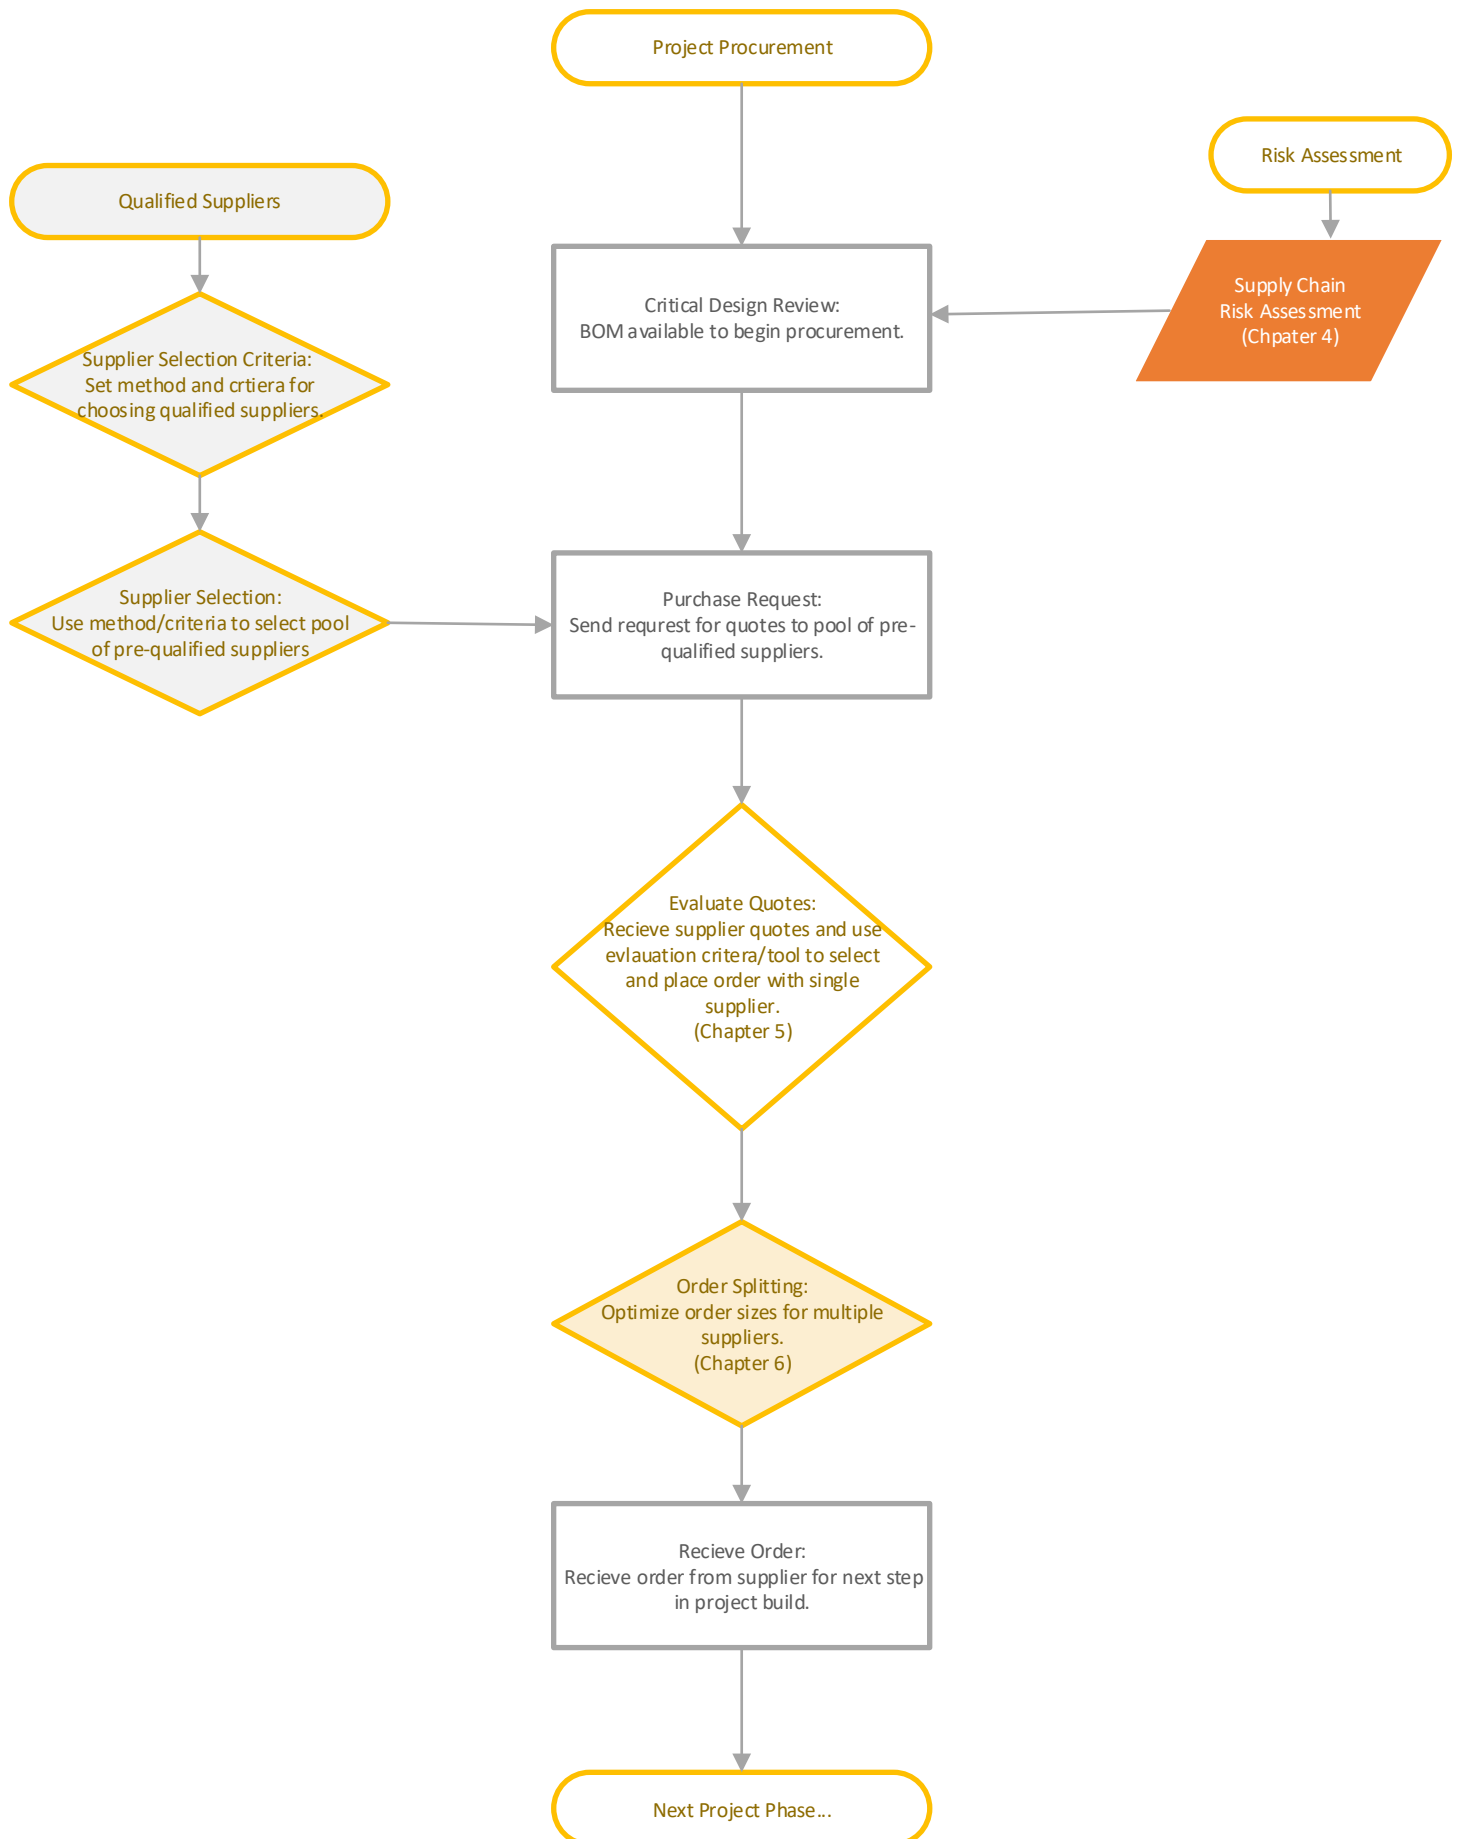 Project Procurement
Risk Assessment
Qualified Suppliers
Supply Chain
Risk Assessment
(Chpater 4)
Critical Design Review:
BOM available to begin procurement.
Supplier Selection Criteria:
Set method and crtiera for
choosing qualified suppliers.
Supplier Selection:
Use method/criteria to select pool
of pre-qualified suppliers
Purchase Request:
Send requrest for quotes to pool of pre-
qualified suppliers.
Evaluate Quotes:
Recieve supplier quotes and use
evlauation critera/tool to select
and place order with single
supplier.
(Chapter 5)
Order Splitting:
Optimize order sizes for multiple
suppliers.
(Chapter 6)
Recieve Order:
Recieve order from supplier for next step
in project build.
Next Project Phase...